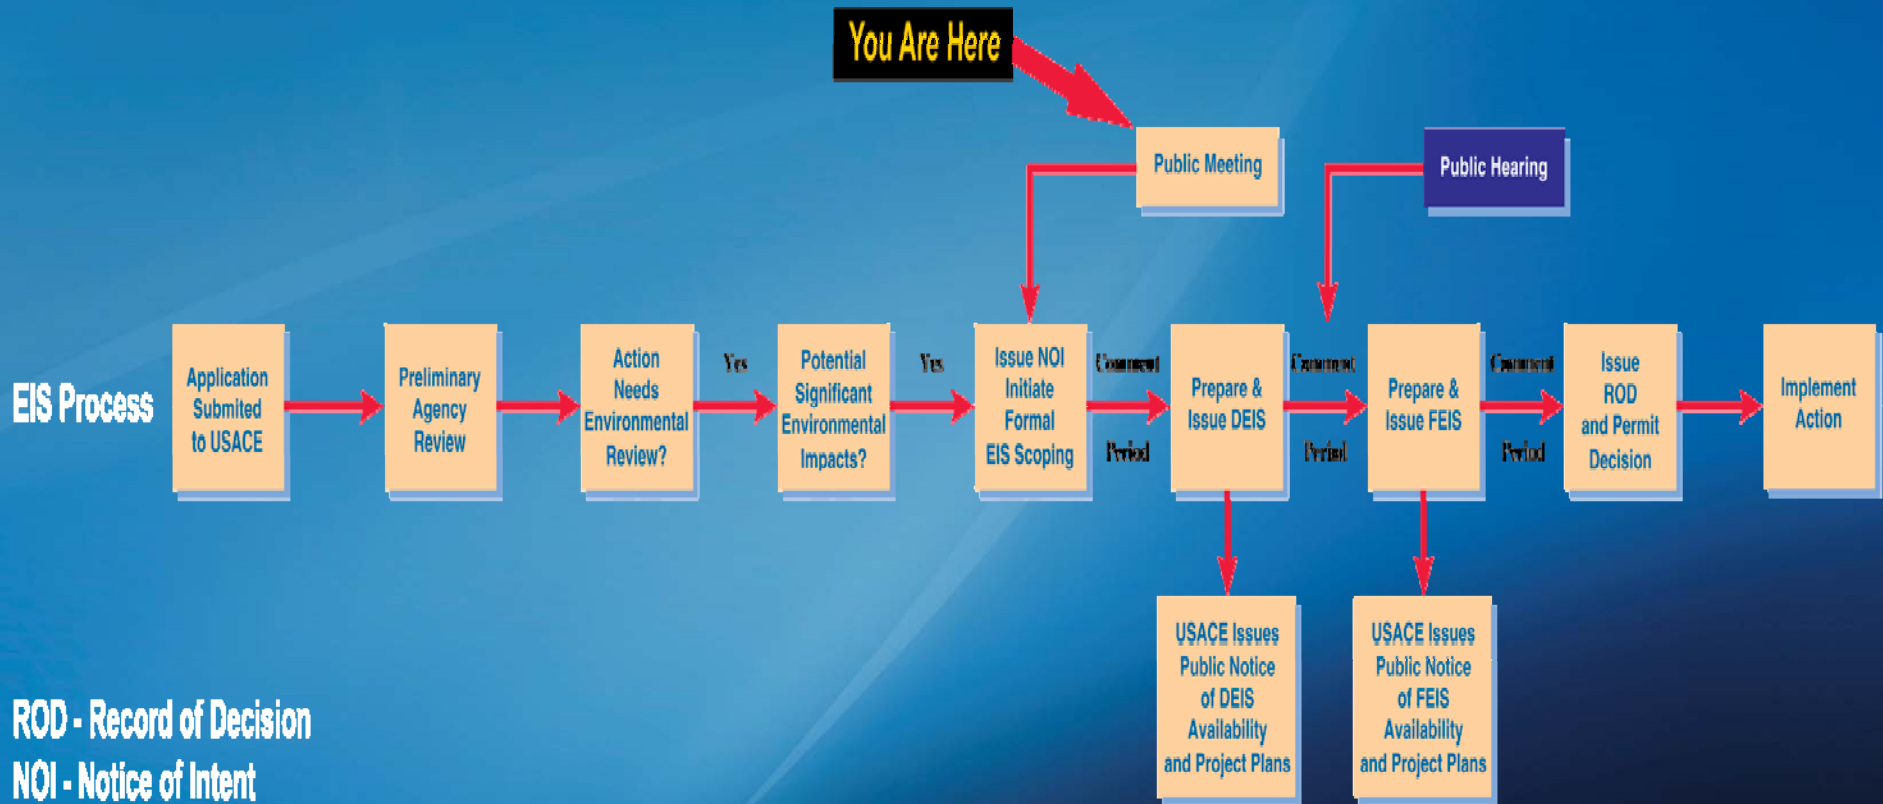 You Are Here
Public Meeting
Public Hearing
EIS Process
Application
Submited
to USACE
Preliminary
Agency
Review
Action
Needs
Environmental
Review?
Yes
Potential
Significant
Environmental
Impacts?
Yes
Issue NOI
Initiate
Formal
EIS Scoping
Comment
Period
Prepare &
Issue DEIS
Comment
Period
Prepare &
Issue FEIS
Comment
Period
Issue
ROD
and Permit
Decision
Implement
Action
USACE Issues
Public Notice
of DEIS
Availability
and Project Plans
USACE Issues
Public Notice
of FEIS
Availability
and Project Plans
ROD - Record of Decision
NOI - Notice of Intent